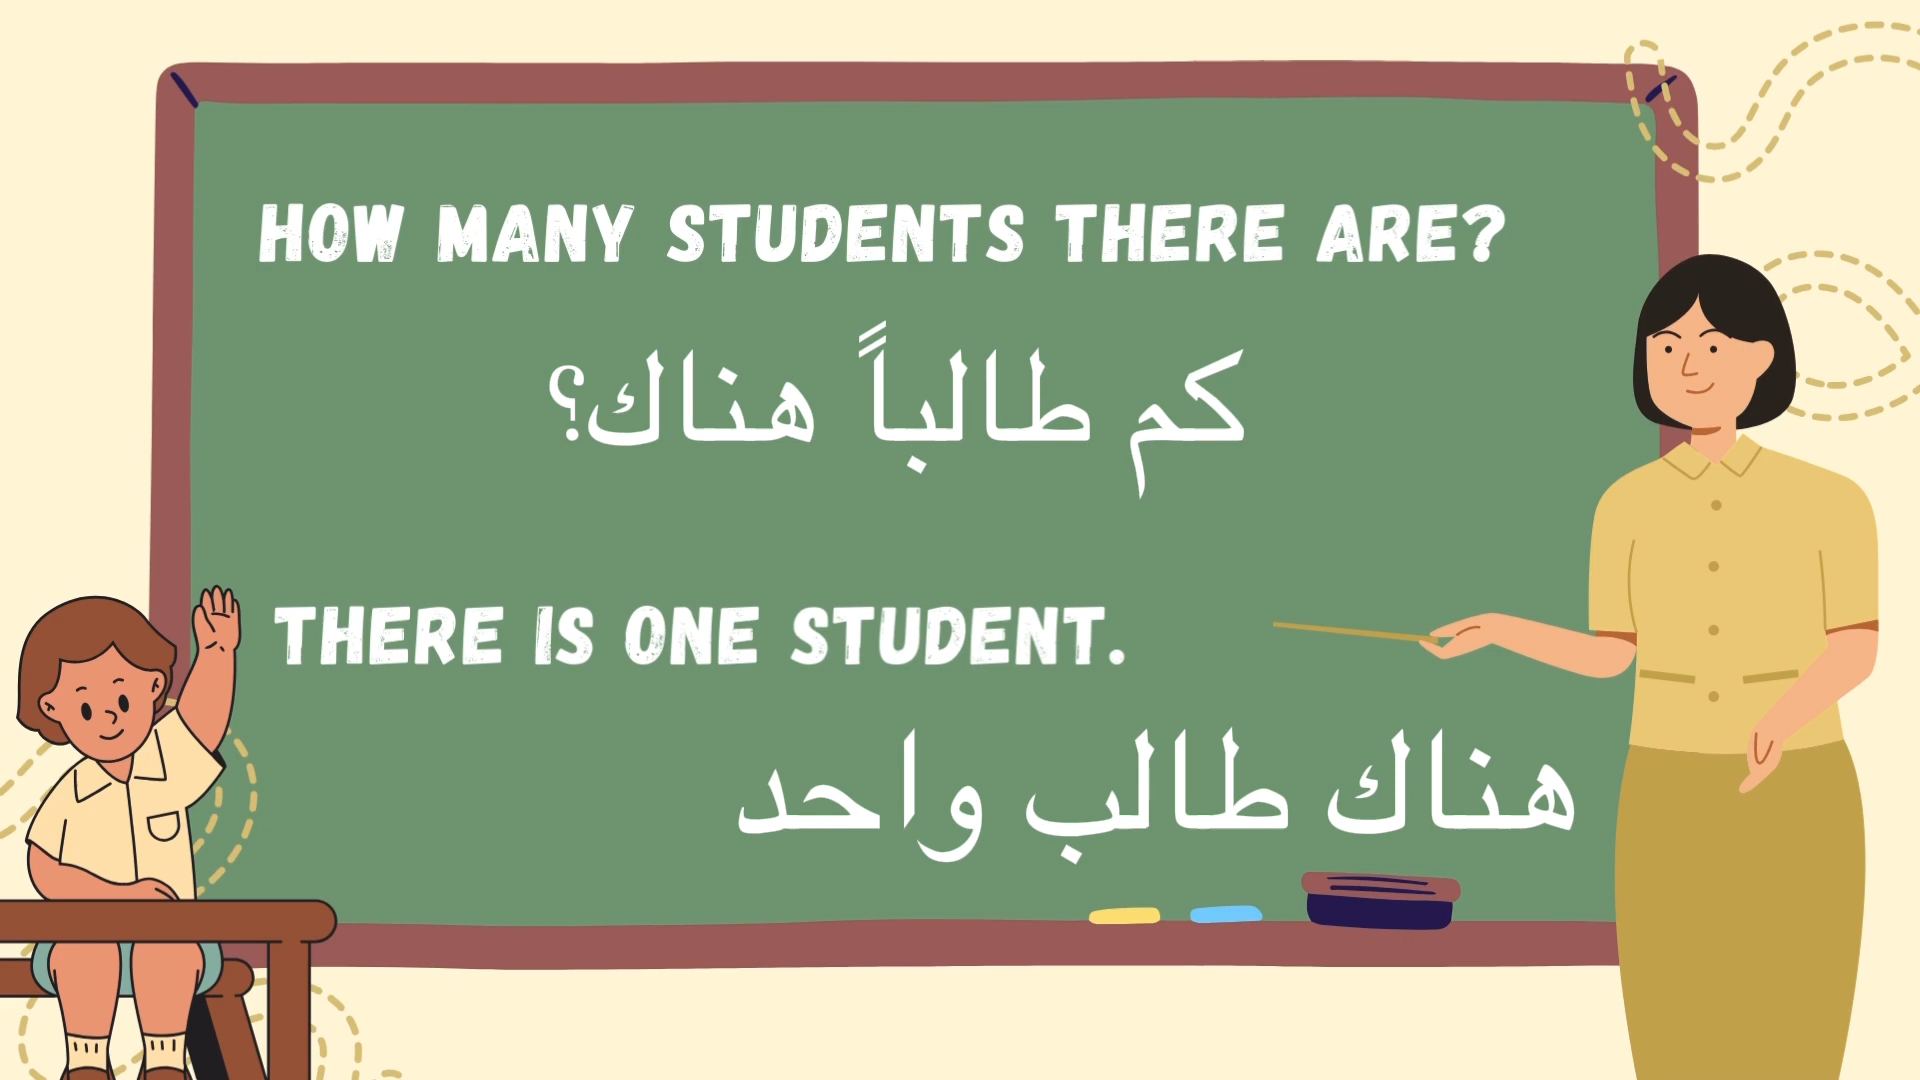 HOW MANY STUDENTS THERE ARE?
كم طالباً هناك؟
THERE IS ONE STUDENT.
هناك طالب واحد